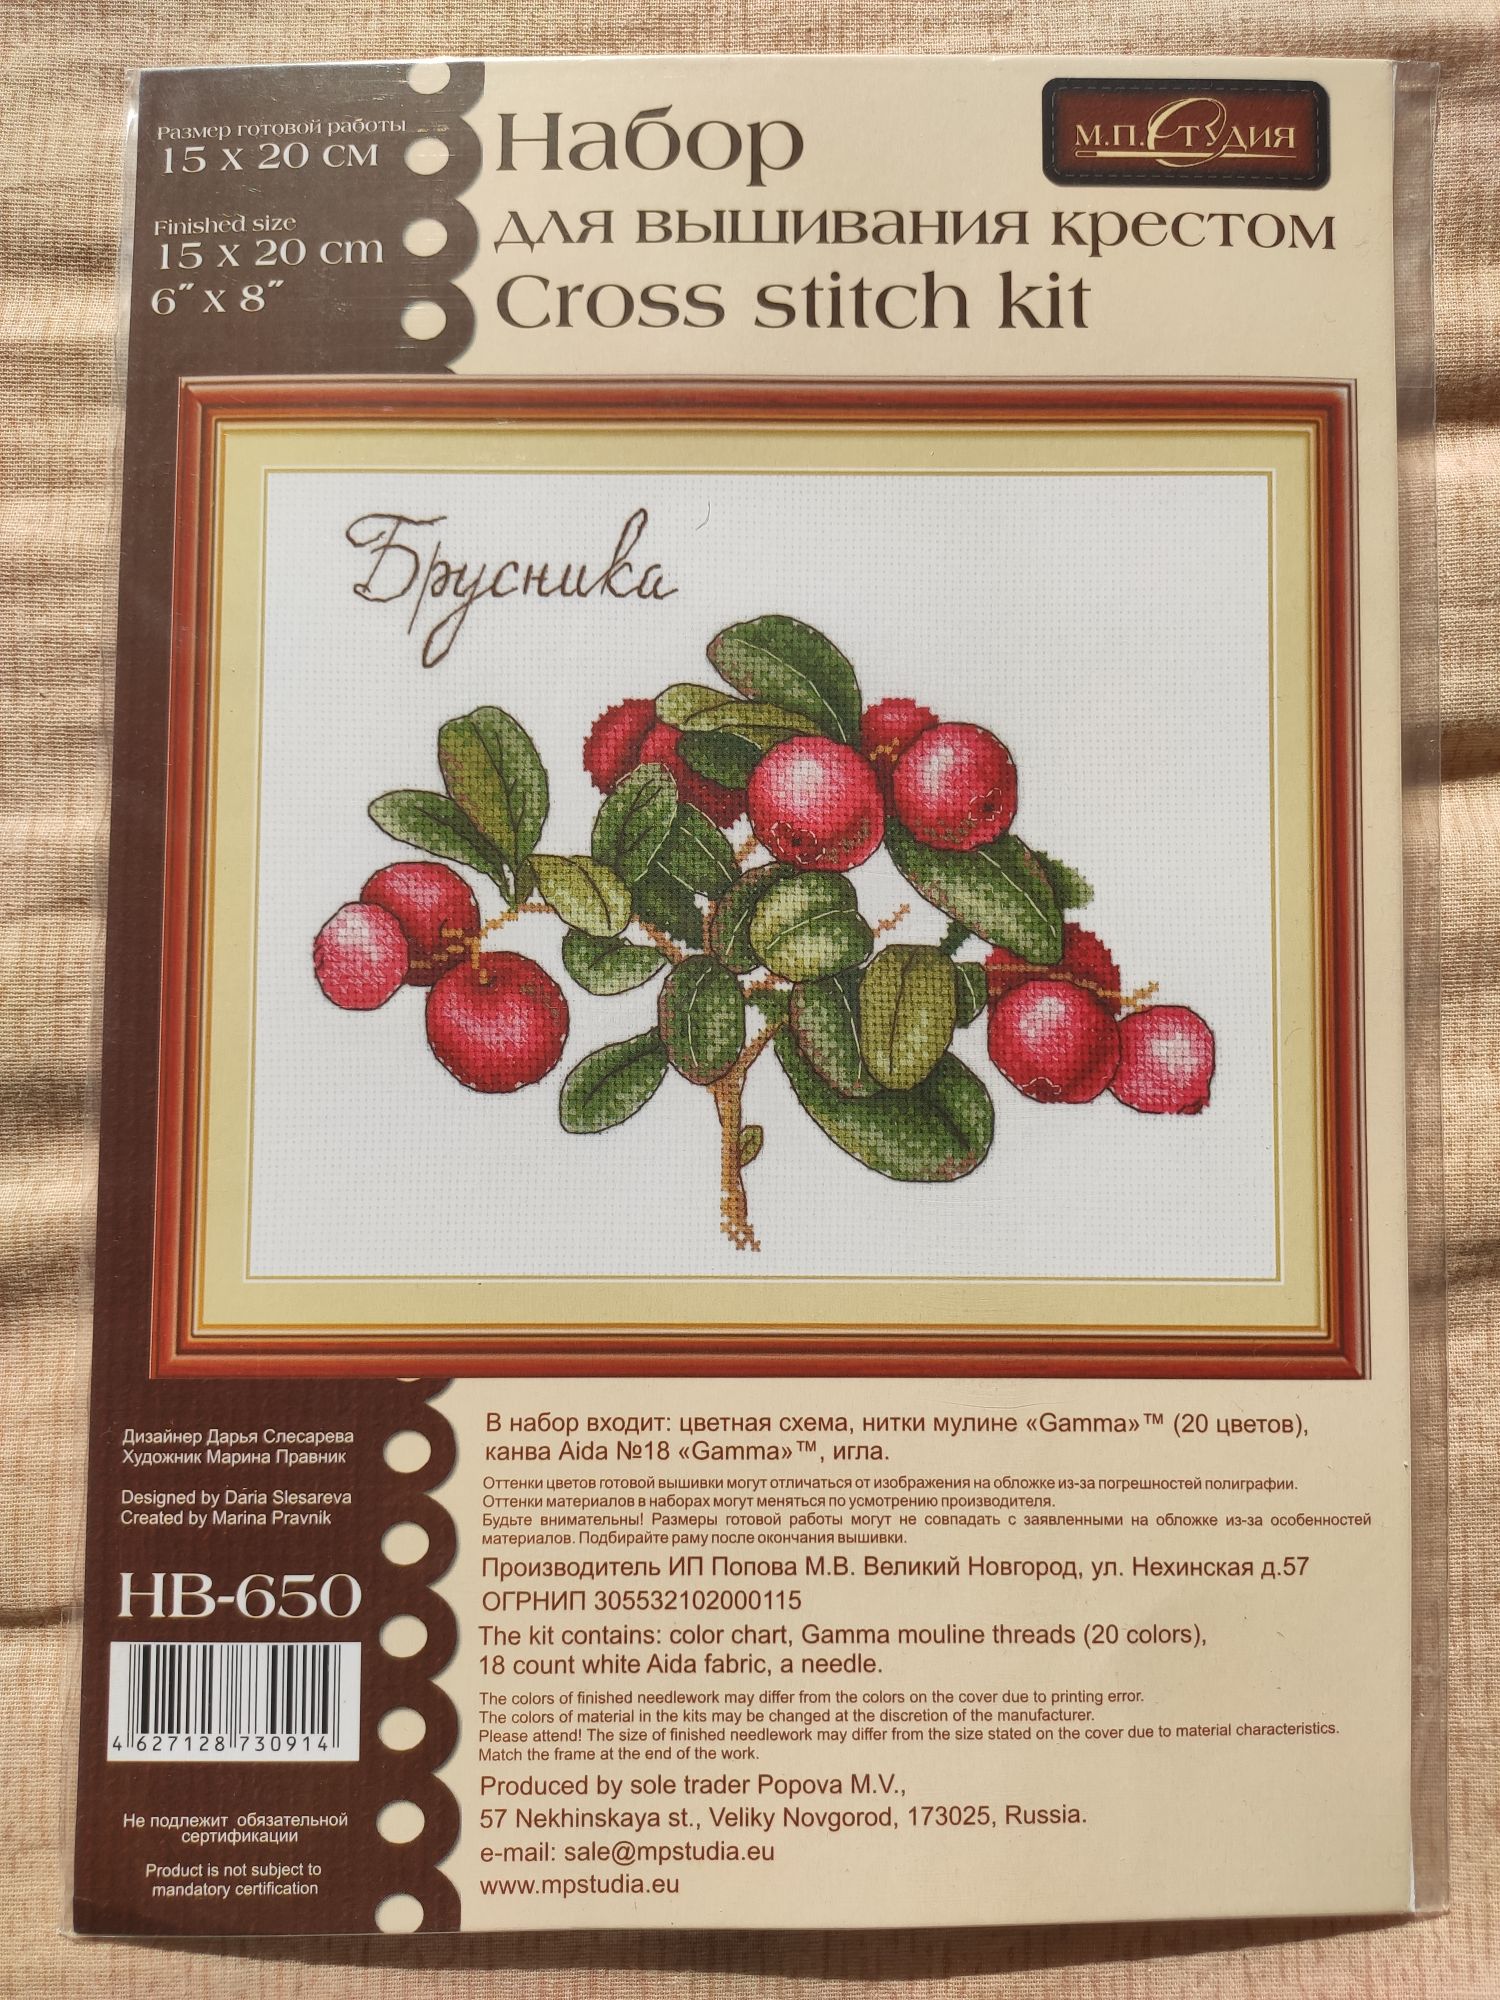 Размер готовой работы
15 х 20 см
Finished size
15 x 20 cm
6″ x 8″
Набор
для вышивания крестом
Cross stitch kit
М.П.Студия
Брусника
Дизайнер Дарья Слесарева
Художник Марина Правник
Designed by Daria Slesareva
Created by Marina Pravnik
НВ-650
4 627128 730914
Не подлежит обязательной
сертификации
Product is not subject to
mandatory certification
В набор входит: цветная схема, нитки мулине «Gamma»™ (20 цветов),
канва Aida №18 «Gamma»™, игла.
Оттенки цветов готовой вышивки могут отличаться от изображения на обложке из-за погрешностей полиграфии.
Оттенки материалов в наборах могут меняться по усмотрению производителя.
Будьте внимательны! Размеры готовой работы могут не совпадать с заявленными на обложке из-за особенностей
материалов. Подбирайте раму после окончания вышивки.
Производитель ИП Попова М.В. Великий Новгород, ул. Нехинская д.57
ОГРНИП 305532102000115
The kit contains: color chart, Gamma mouline threads (20 colors),
18 count white Aida fabric, a needle.
The colors of finished needlework may differ from the colors on the cover due to printing error.
The colors of material in the kits may be changed at the discretion of the manufacturer.
Please attend! The size of finished needlework may differ from the size stated on the cover due to material characteristics.
Match the frame at the end of the work.
Produced by sole trader Popova M.V.,
57 Nekhinskaya st., Veliky Novgorod, 173025, Russia.
e-mail: sale@mpstudia.eu
www.mpstudia.eu